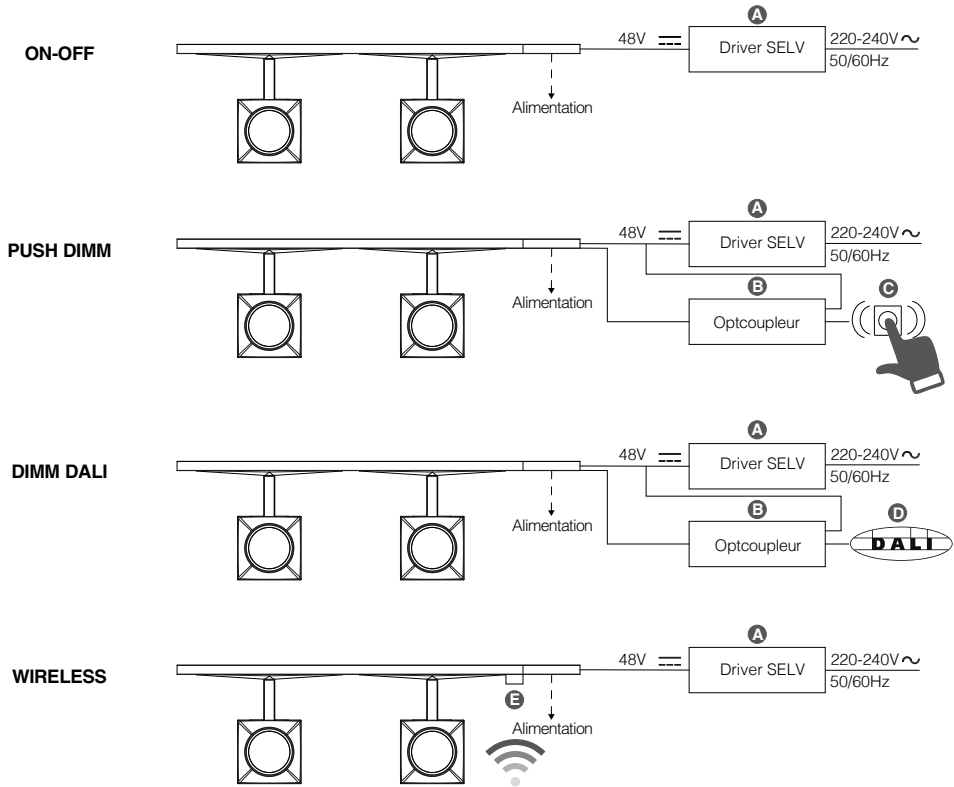 A
ON-OFF
48V
Driver SELV
220-240V
50/60Hz
Alimentation
A
PUSH DIMM
48V
Driver SELV
220-240V
50/60Hz
Alimentation
B
Optcoupleur
C
A
DIMM DALI
48V
Driver SELV
220-240V
50/60Hz
Alimentation
B
Optcoupleur
D
DALI
A
WIRELESS
48V
Driver SELV
220-240V
50/60Hz
E
Alimentation